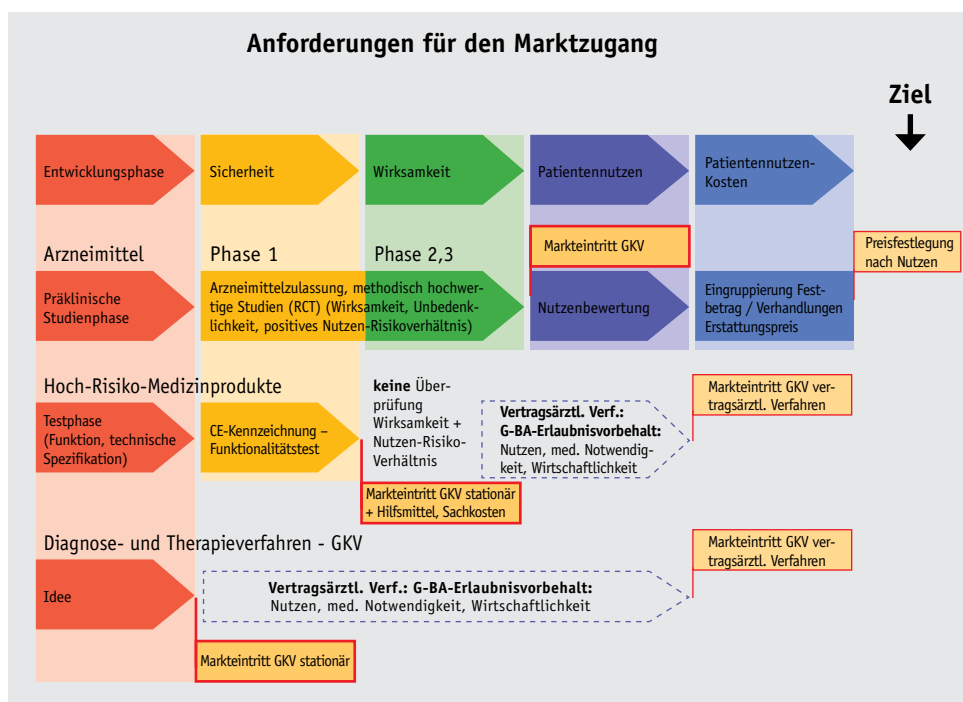 Anforderungen für den Marktzugang
Ziel
Entwicklungsphase
Sicherheit
Wirksamkeit
Patientennutzen
Patientennutzen-
Kosten
Arzneimittel
Phase 1
Phase 2,3
Markteintritt GKV
Preisfestlegung
nach Nutzen
Präklinische
Studienphase
Arzneimittelzulassung, methodisch hochwer-
tige Studien (RCT) (Wirksamkeit, Unbedenk-
lichkeit, positives Nutzen-Risikoverhältnis)
Nutzenbewertung
Eingruppierung Fest-
betrag / Verhandlungen
Erstattungspreis
Hoch-Risiko-Medizinprodukte
Testphase
(Funktion, technische
Spezifikation)
CE-Kennzeichnung –
Funktionalitätstest
keine Über-
prüfung
Wirksamkeit +
Nutzen-Risiko-
Verhältnis
Vertragsärztl. Verf.:
G-BA-Erlaubnisvorbehalt:
Nutzen, med. Notwendig-
keit, Wirtschaftlichkeit
Markteintritt GKV ver-
tragsärztl. Verfahren
Markteintritt GKV stationär
+ Hilfsmittel, Sachkosten
Diagnose- und Therapieverfahren - GKV
Idee
Vertragsärztl. Verf.: G-BA-Erlaubnisvorbehalt:
Nutzen, med. Notwendigkeit, Wirtschaftlichkeit
Markteintritt GKV ver-
tragsärztl. Verfahren
Markteintritt GKV stationär